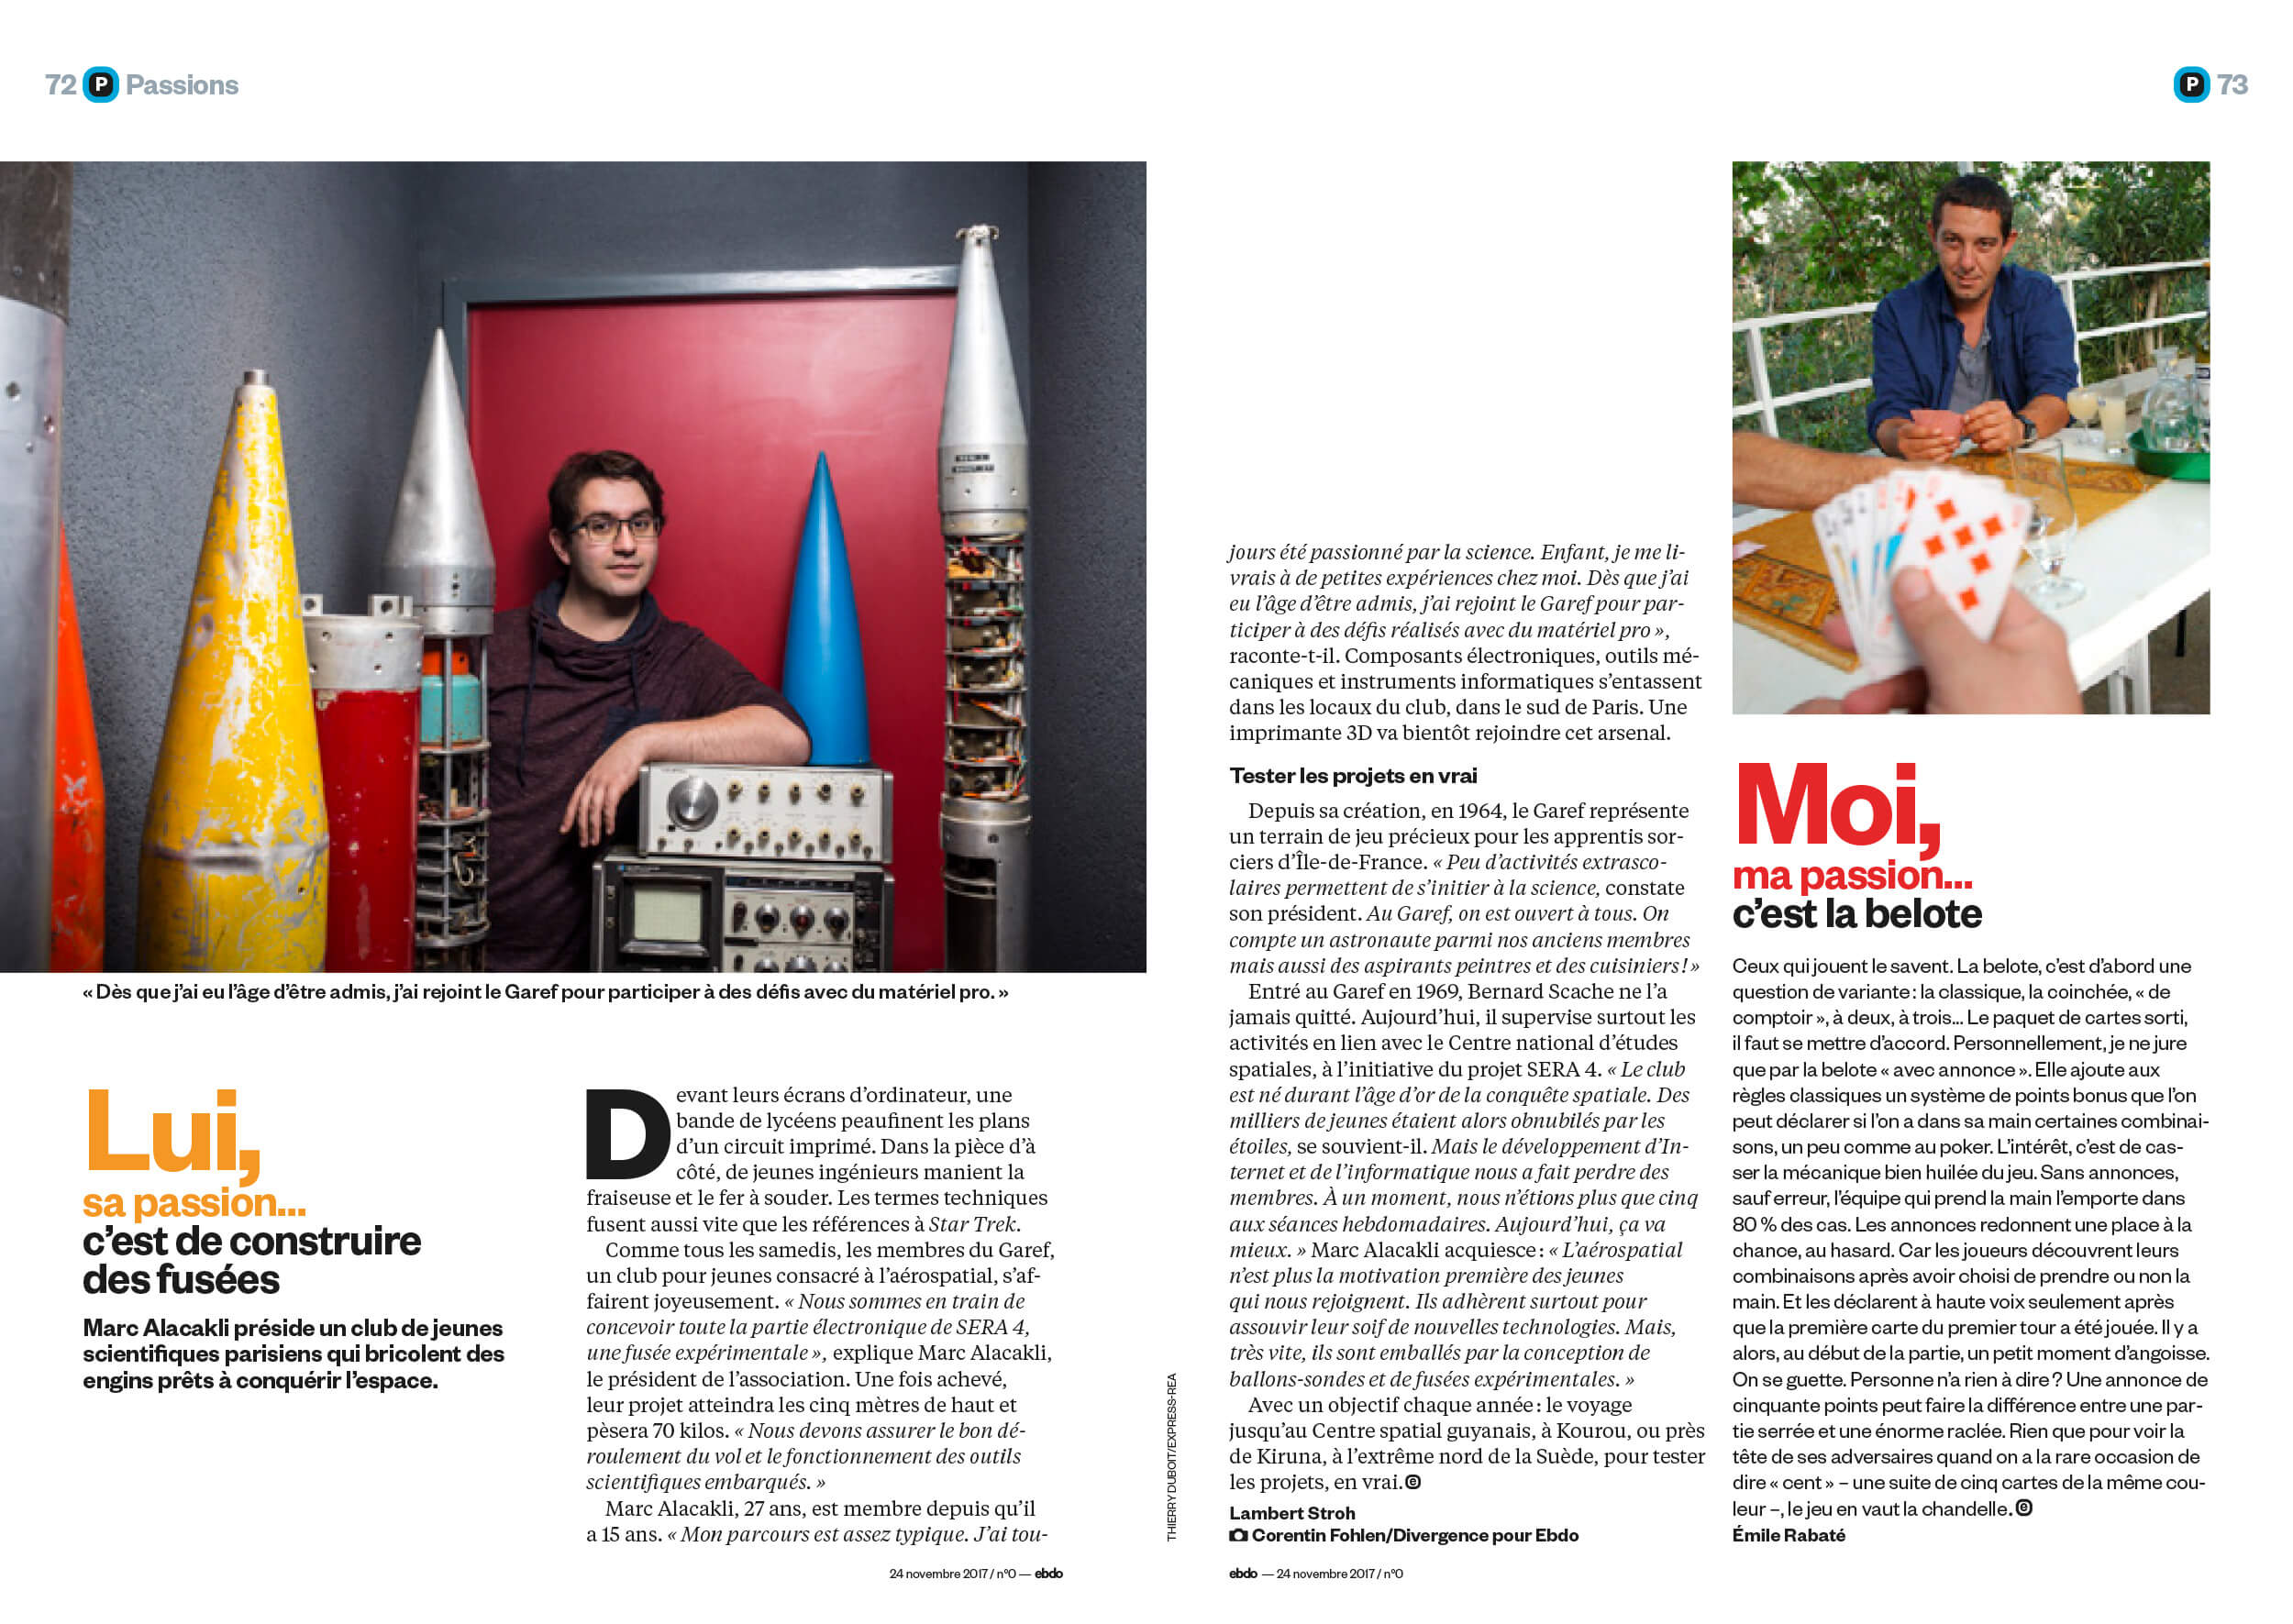 72 P Passions
P 73
« Dès que j’ai eu l’âge d’être admis, j’ai rejoint le Garef pour participer à des défis avec du matériel pro. »
Lui,
sa passion...
c’est de construire
des fusées
Marc Alacakli préside un club de jeunes
scientifiques parisiens qui bricolent des
engins prêts à conquérir l’espace.
Devant leurs écrans d’ordinateur, une
bande de lycéens peaufinent les plans
d’un circuit imprimé. Dans la pièce d’à
côté, de jeunes ingénieurs manient la
fraiseuse et le fer à souder. Les termes techniques
fusent aussi vite que les références à Star Trek.
Comme tous les samedis, les membres du Garef,
un club pour jeunes consacré à l’aérospatial, s’af-
fairent joyeusement. « Nous sommes en train de
concevoir toute la partie électronique de SERA 4,
une fusée expérimentale », explique Marc Alacakli,
le président de l’association. Une fois achevé,
leur projet atteindra les cinq mètres de haut et
pèsera 70 kilos. « Nous devons assurer le bon dé-
roulement du vol et le fonctionnement des outils
scientifiques embarqués. »
Marc Alacakli, 27 ans, est membre depuis qu’il
a 15 ans. « Mon parcours est assez typique. J’ai tou-
24 novembre 2017 / n°0 — ebdo
THIERRY DUBOIT/EXPRESS-REA
jours été passionné par la science. Enfant, je me li-
vrais à de petites expériences chez moi. Dès que j’ai
eu l’âge d’être admis, j’ai rejoint le Garef pour par-
ticiper à des défis réalisés avec du matériel pro »,
raconte-t-il. Composants électroniques, outils mé-
caniques et instruments informatiques s’entassent
dans les locaux du club, dans le sud de Paris. Une
imprimante 3D va bientôt rejoindre cet arsenal.
Tester les projets en vrai
Depuis sa création, en 1964, le Garef représente
un terrain de jeu précieux pour les apprentis sor-
ciers d’Île-de-France. « Peu d’activités extrasco-
laires permettent de s’initier à la science, constate
son président. Au Garef, on est ouvert à tous. On
compte un astronaute parmi nos anciens membres
mais aussi des aspirants peintres et des cuisiniers ! »
Entré au Garef en 1969, Bernard Scache ne l’a
jamais quitté. Aujourd’hui, il supervise surtout les
activités en lien avec le Centre national d’études
spatiales, à l’initiative du projet SERA 4. « Le club
est né durant l’âge d’or de la conquête spatiale. Des
milliers de jeunes étaient alors obnubilés par les
étoiles, se souvient-il. Mais le développement d’In-
ternet et de l’informatique nous a fait perdre des
membres. À un moment, nous n’étions plus que cinq
aux séances hebdomadaires. Aujourd’hui, ça va
mieux. » Marc Alacakli acquiesce : « L’aérospatial
n’est plus la motivation première des jeunes
qui nous rejoignent. Ils adhèrent surtout pour
assouvir leur soif de nouvelles technologies. Mais,
très vite, ils sont emballés par la conception de
ballons-sondes et de fusées expérimentales. »
Avec un objectif chaque année : le voyage
jusqu’au Centre spatial guyanais, à Kourou, ou près
de Kiruna, à l’extrême nord de la Suède, pour tester
les projets, en vrai. e
Lambert Stroh
Corentin Fohlen/Divergence pour Ebdo
ebdo — 24 novembre 2017 / n°0
Moi,
ma passion...
c’est la belote
Ceux qui jouent le savent. La belote, c’est d’abord une
question de variante : la classique, la coinchée, « de
comptoir », à deux, à trois... Le paquet de cartes sorti,
il faut se mettre d’accord. Personnellement, je ne jure
que par la belote « avec annonce ». Elle ajoute aux
règles classiques un système de points bonus que l’on
peut déclarer si l’on a dans sa main certaines combinai-
sons, un peu comme au poker. L’intérêt, c’est de cas-
ser la mécanique bien huilée du jeu. Sans annonces,
sauf erreur, l’équipe qui prend la main l’emporte dans
80 % des cas. Les annonces redonnent une place à la
chance, au hasard. Car les joueurs découvrent leurs
combinaisons après avoir choisi de prendre ou non la
main. Et les déclarent à haute voix seulement après
que la première carte du premier tour a été jouée. Il y a
alors, au début de la partie, un petit moment d’angoisse.
On se guette. Personne n’a rien à dire ? Une annonce de
cinquante points peut faire la différence entre une par-
tie serrée et une énorme raclée. Rien que pour voir la
tête de ses adversaires quand on a la rare occasion de
dire « cent » – une suite de cinq cartes de la même cou-
leur –, le jeu en vaut la chandelle. e
Émile Rabaté